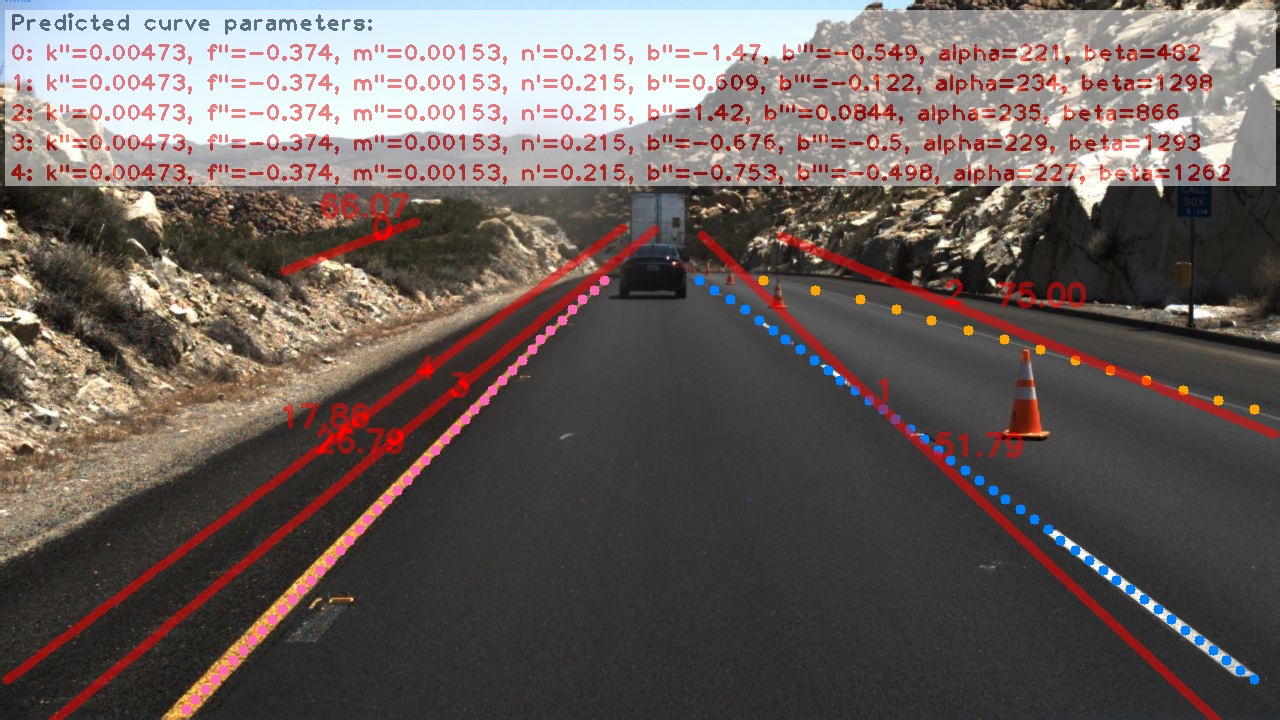 Predicted curve parameters:
0: k''=0.00473, f''=-0.374, m''=0.00153, n'=0.215, b''=-1.47, b'''=-0.549, alpha=221, beta=482
1: k''=0.00473, f''=-0.374, m''=0.00153, n'=0.215, b''=0.609, b'''=-0.122, alpha=234, beta=1298
2: k''=0.00473, f''=-0.374, m''=0.00153, n'=0.215, b''=1.42, b'''=0.0844, alpha=235, beta=866
3: k''=0.00473, f''=-0.374, m''=0.00153, n'=0.215, b''=-0.676, b'''=-0.5, alpha=229, beta=1293
4: k''=0.00473, f''=-0.374, m''=0.00153, n'=0.215, b''=-0.753, b'''=-0.498, alpha=227, beta=1262
CALL
BOX
66.07
0
2 75.00
4
3
1
17.86
26.79
51.79